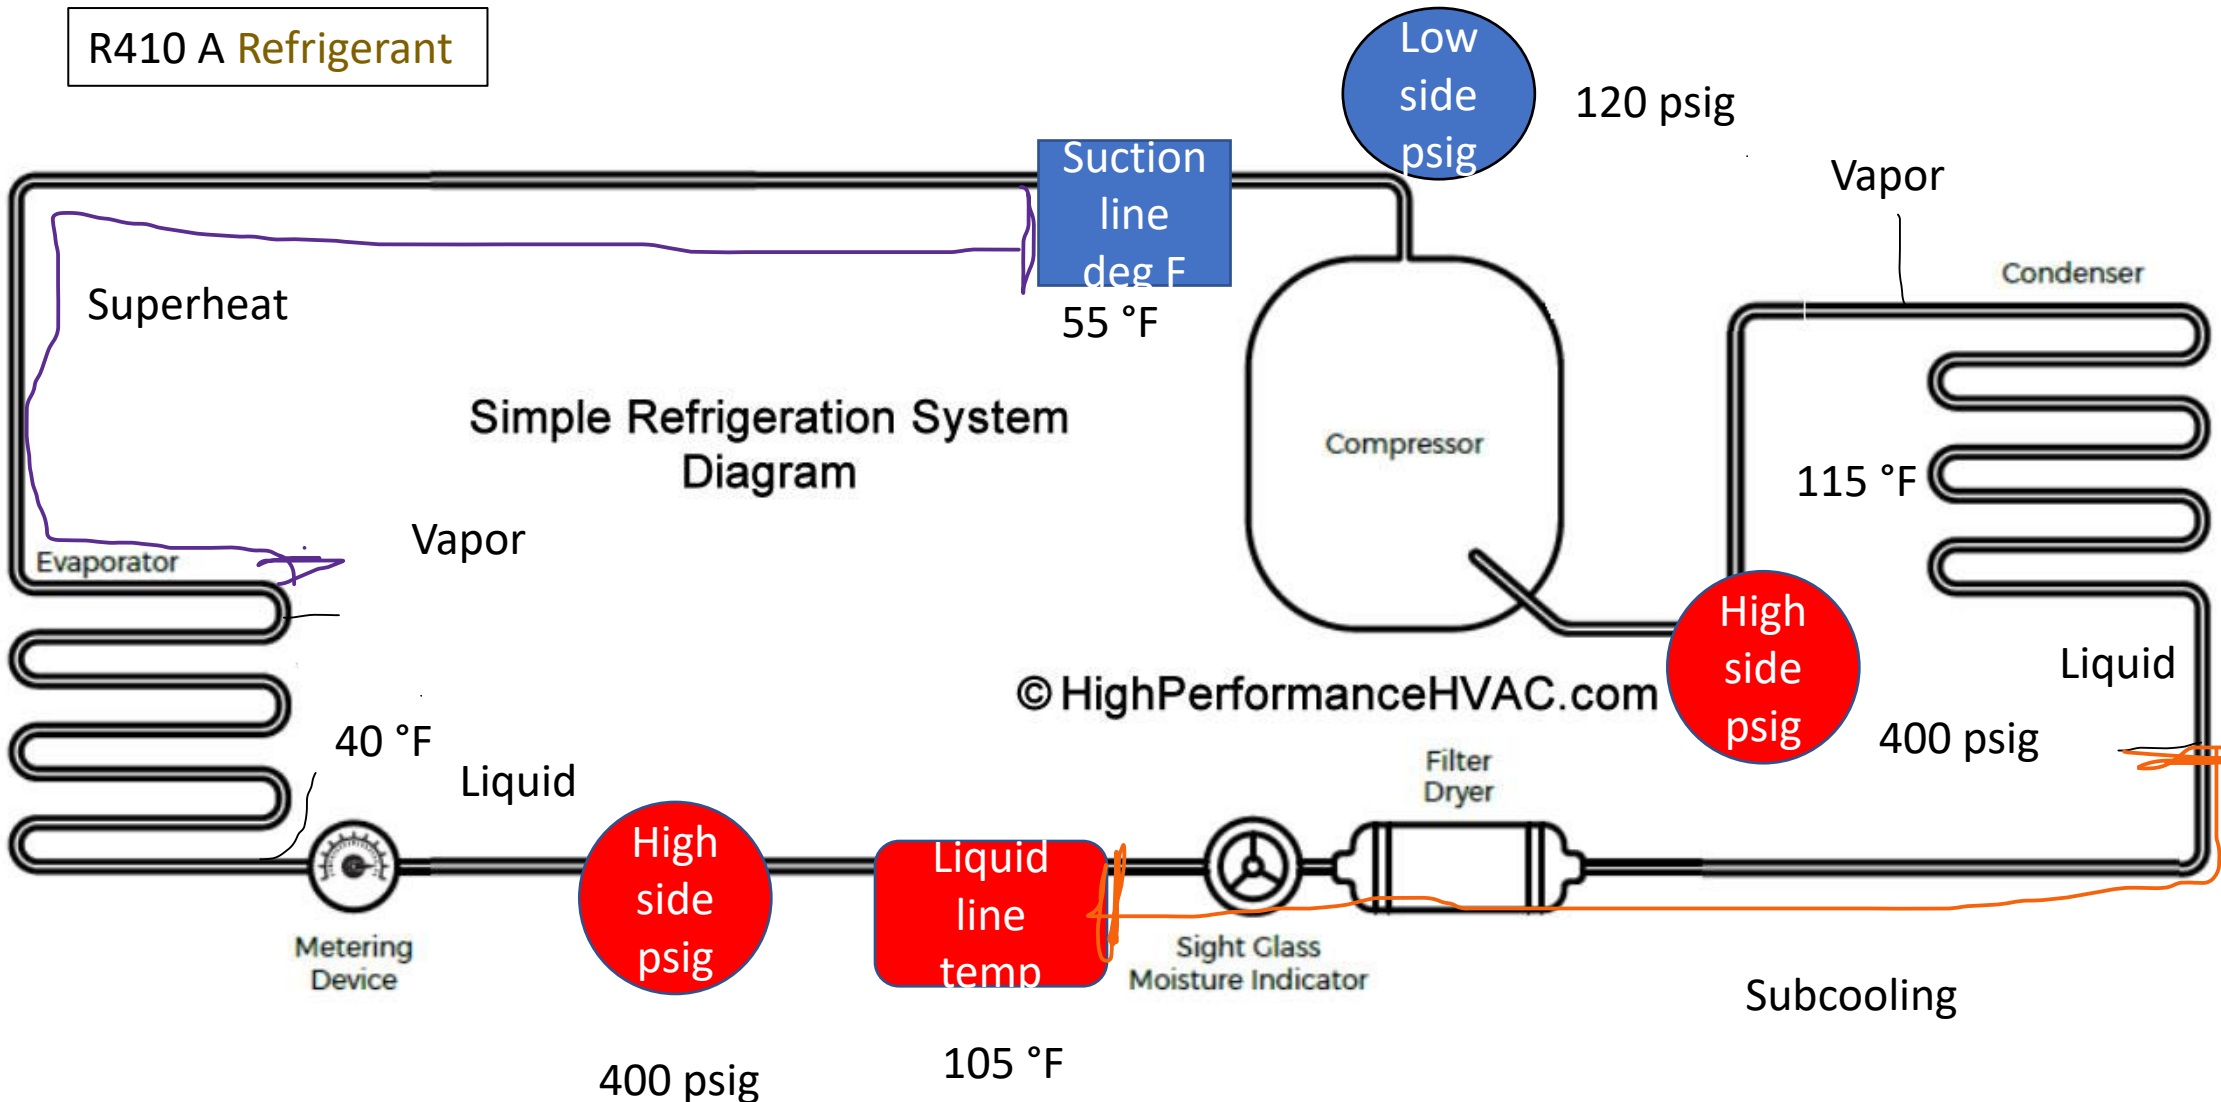 R410 A Refrigerant
Low
side
psig
120 psig
Suction
line
deg F
55 °F
Vapor
Condenser
Superheat
Simple Refrigeration System
Diagram
Compressor
115 °F
Vapor
Evaporator
High
side
psig
Liquid
© HighPerformanceHVAC.com
400 psig
40 °F
Liquid
Filter
Dryer
High
side
psig
Liquid
line
temp
Metering
Device
Sight Glass
Moisture Indicator
Subcooling
105 °F
400 psig